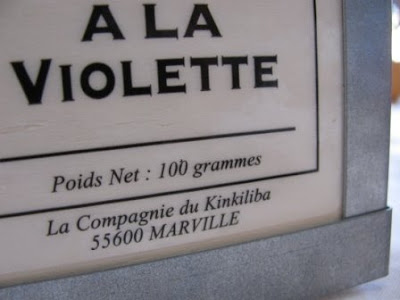 A LA
VIOLETTE
Poids Net : 100 grammes
La Compagnie du Kinkiliba
55600 MARVILLE